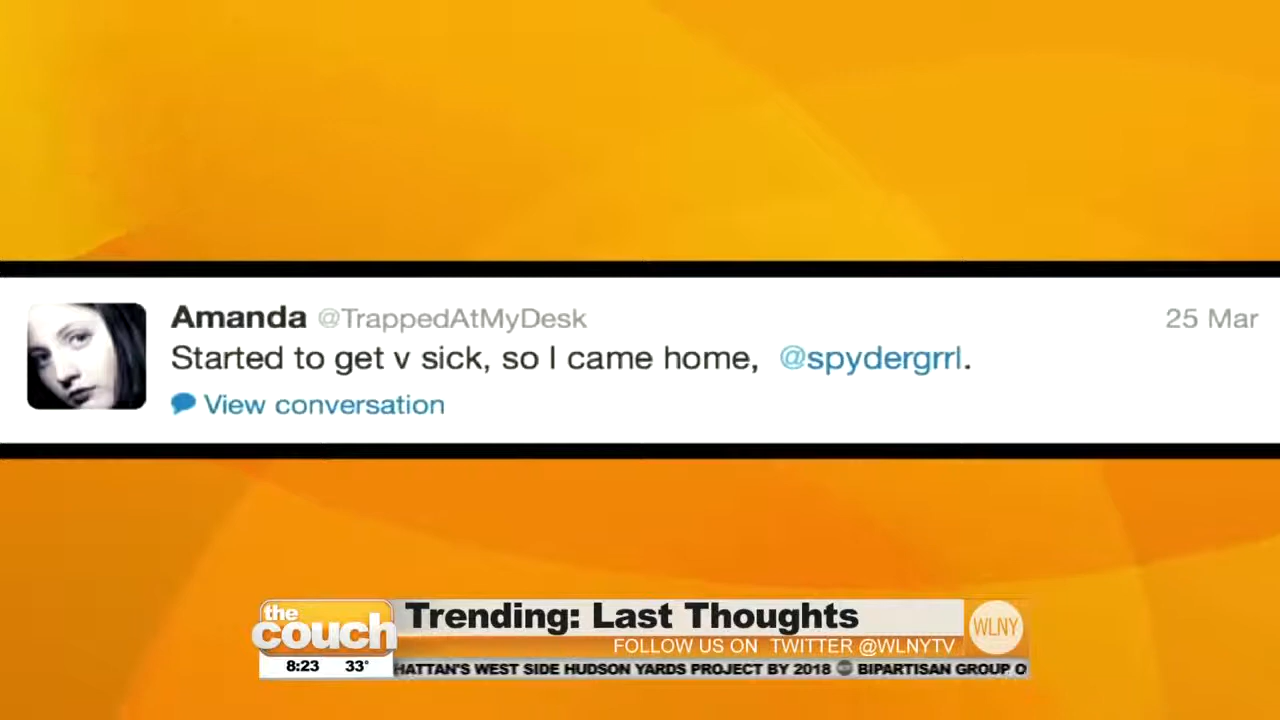 Amanda @TrappedAtMyDesk 25 Mar
Started to get v sick, so I came home, @spydergrrl.
View conversation
the
couch
Trending: Last Thoughts
WLNY
FOLLOW US ON TWITTER @WLNYTV
8:23 33°
HATTAN'S WEST SIDE HUDSON YARDS PROJECT BY 2018 BIPARTISAN GROUP O